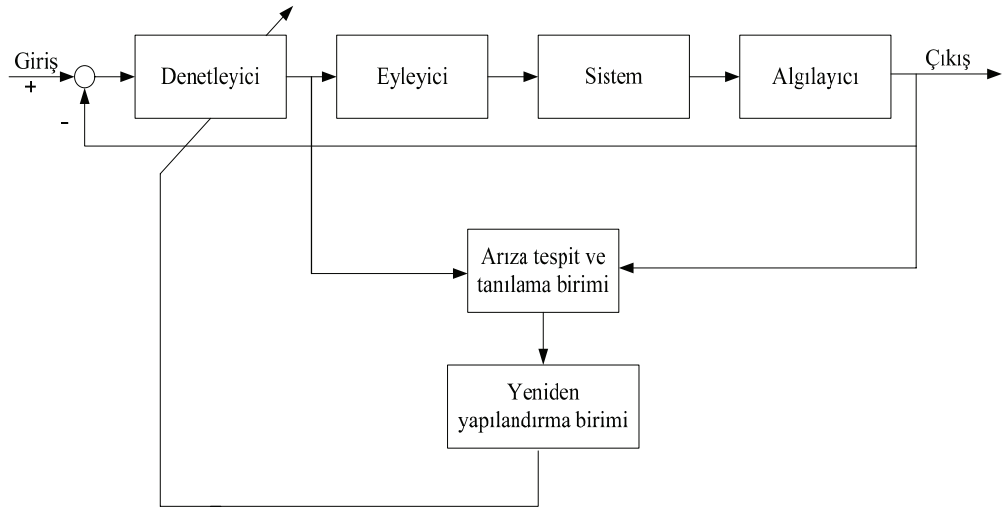 Giriş
+
-
Denetleyici
Eyleyici
Sistem
Algılayıcı
Çıkış
Arıza tespit ve
tanılama birimi
Yeniden
yapılandırma birimi